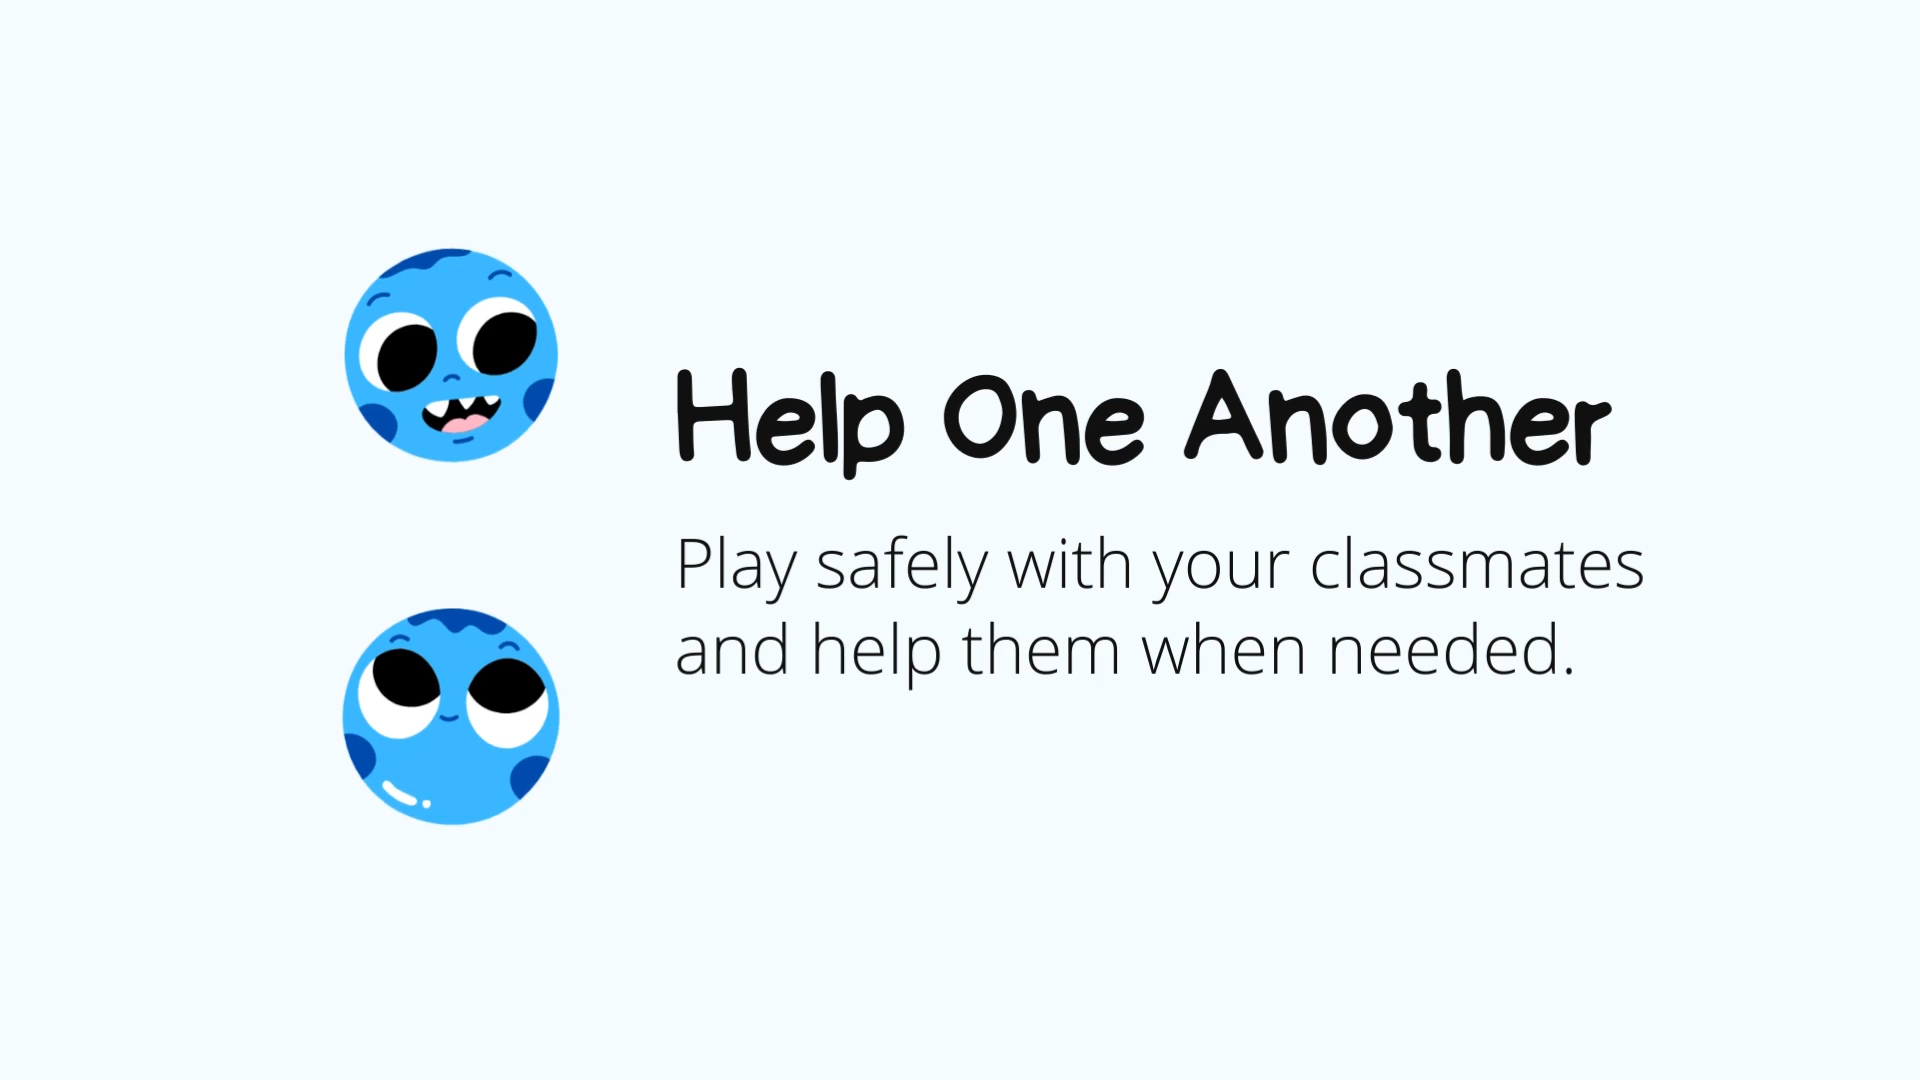 Help One Another
Play safely with your classmates
and help them when needed.